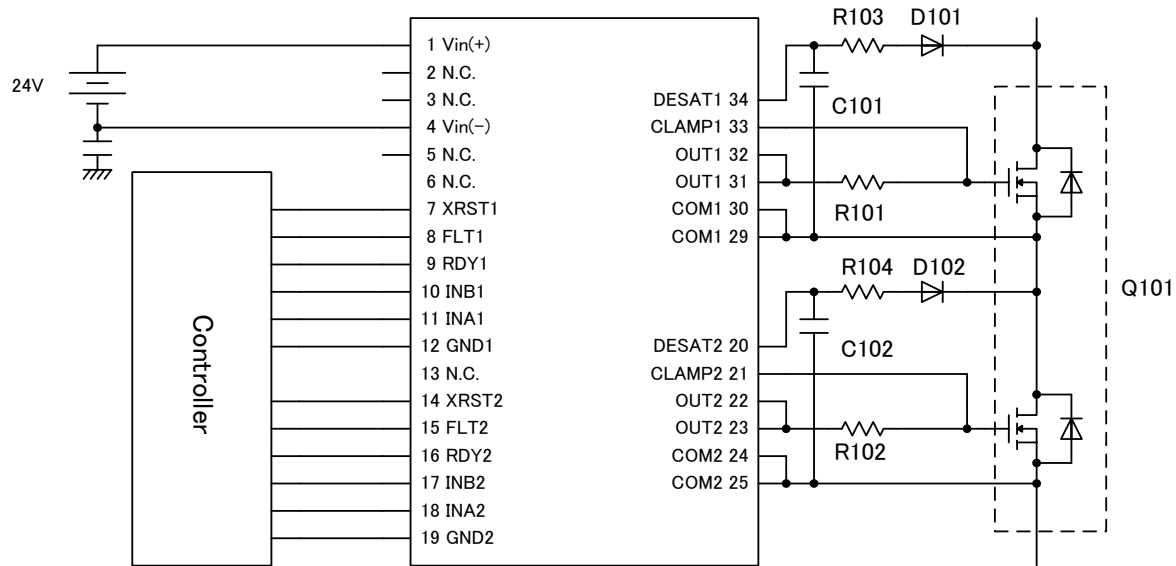 24V
Controller
1 Vin(+)
2 N.C.
3 N.C.
4 Vin(-)
5 N.C.
6 N.C.
7 XRST1
8 FLT1
9 RDY1
10 INB1
11 INA1
12 GND1
13 N.C.
14 XRST2
15 FLT2
16 RDY2
17 INB2
18 INA2
19 GND2
DESAT1 34
CLAMP1 33
OUT1 32
OUT1 31
COM1 30
COM1 29
DESAT2 20
CLAMP2 21
OUT2 22
OUT2 23
COM2 24
COM2 25
R103
D101
C101
R101
R104
D102
C102
R102
Q101